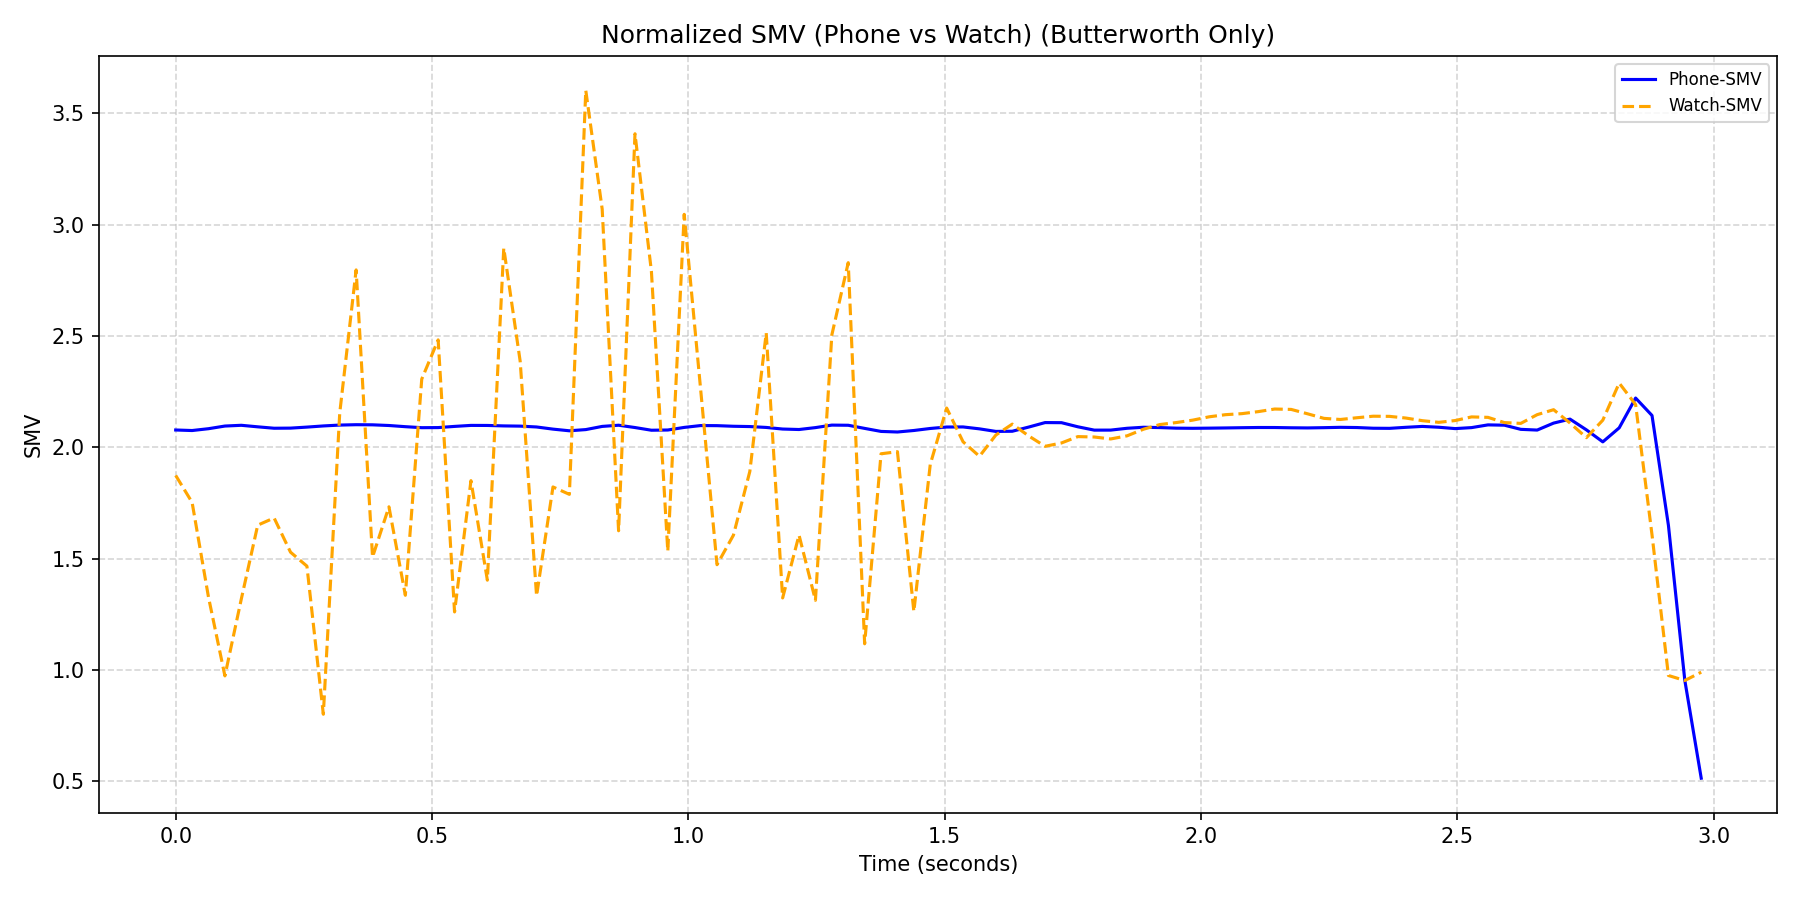 Normalized SMV (Phone vs Watch) (Butterworth Only)
Phone-SMV
Watch-SMV
SMV
3.5
3.0
2.5
2.0
1.5
1.0
0.5
0.0 0.5 1.0 1.5 2.0 2.5 3.0
Time (seconds)